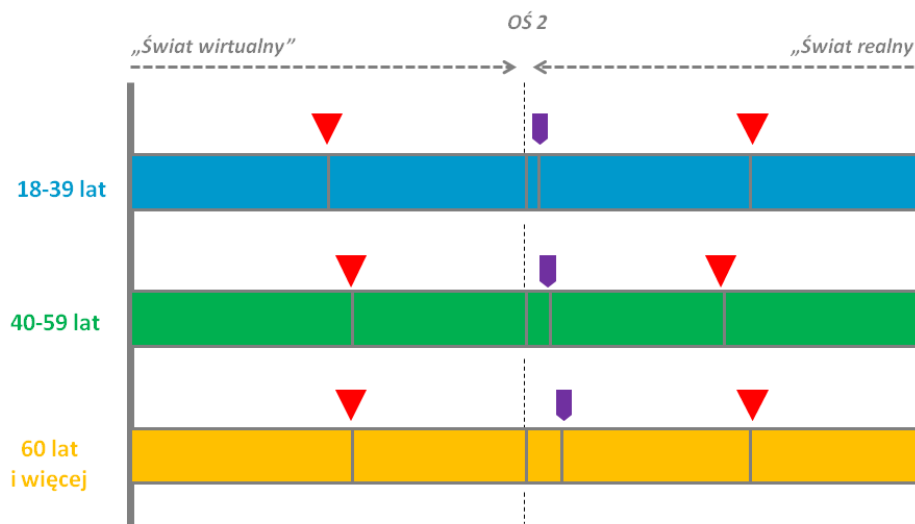 OŚ 2
„Świat wirtualny”
„Świat realny
18-39 lat
40-59 lat
60 lat
i więcej